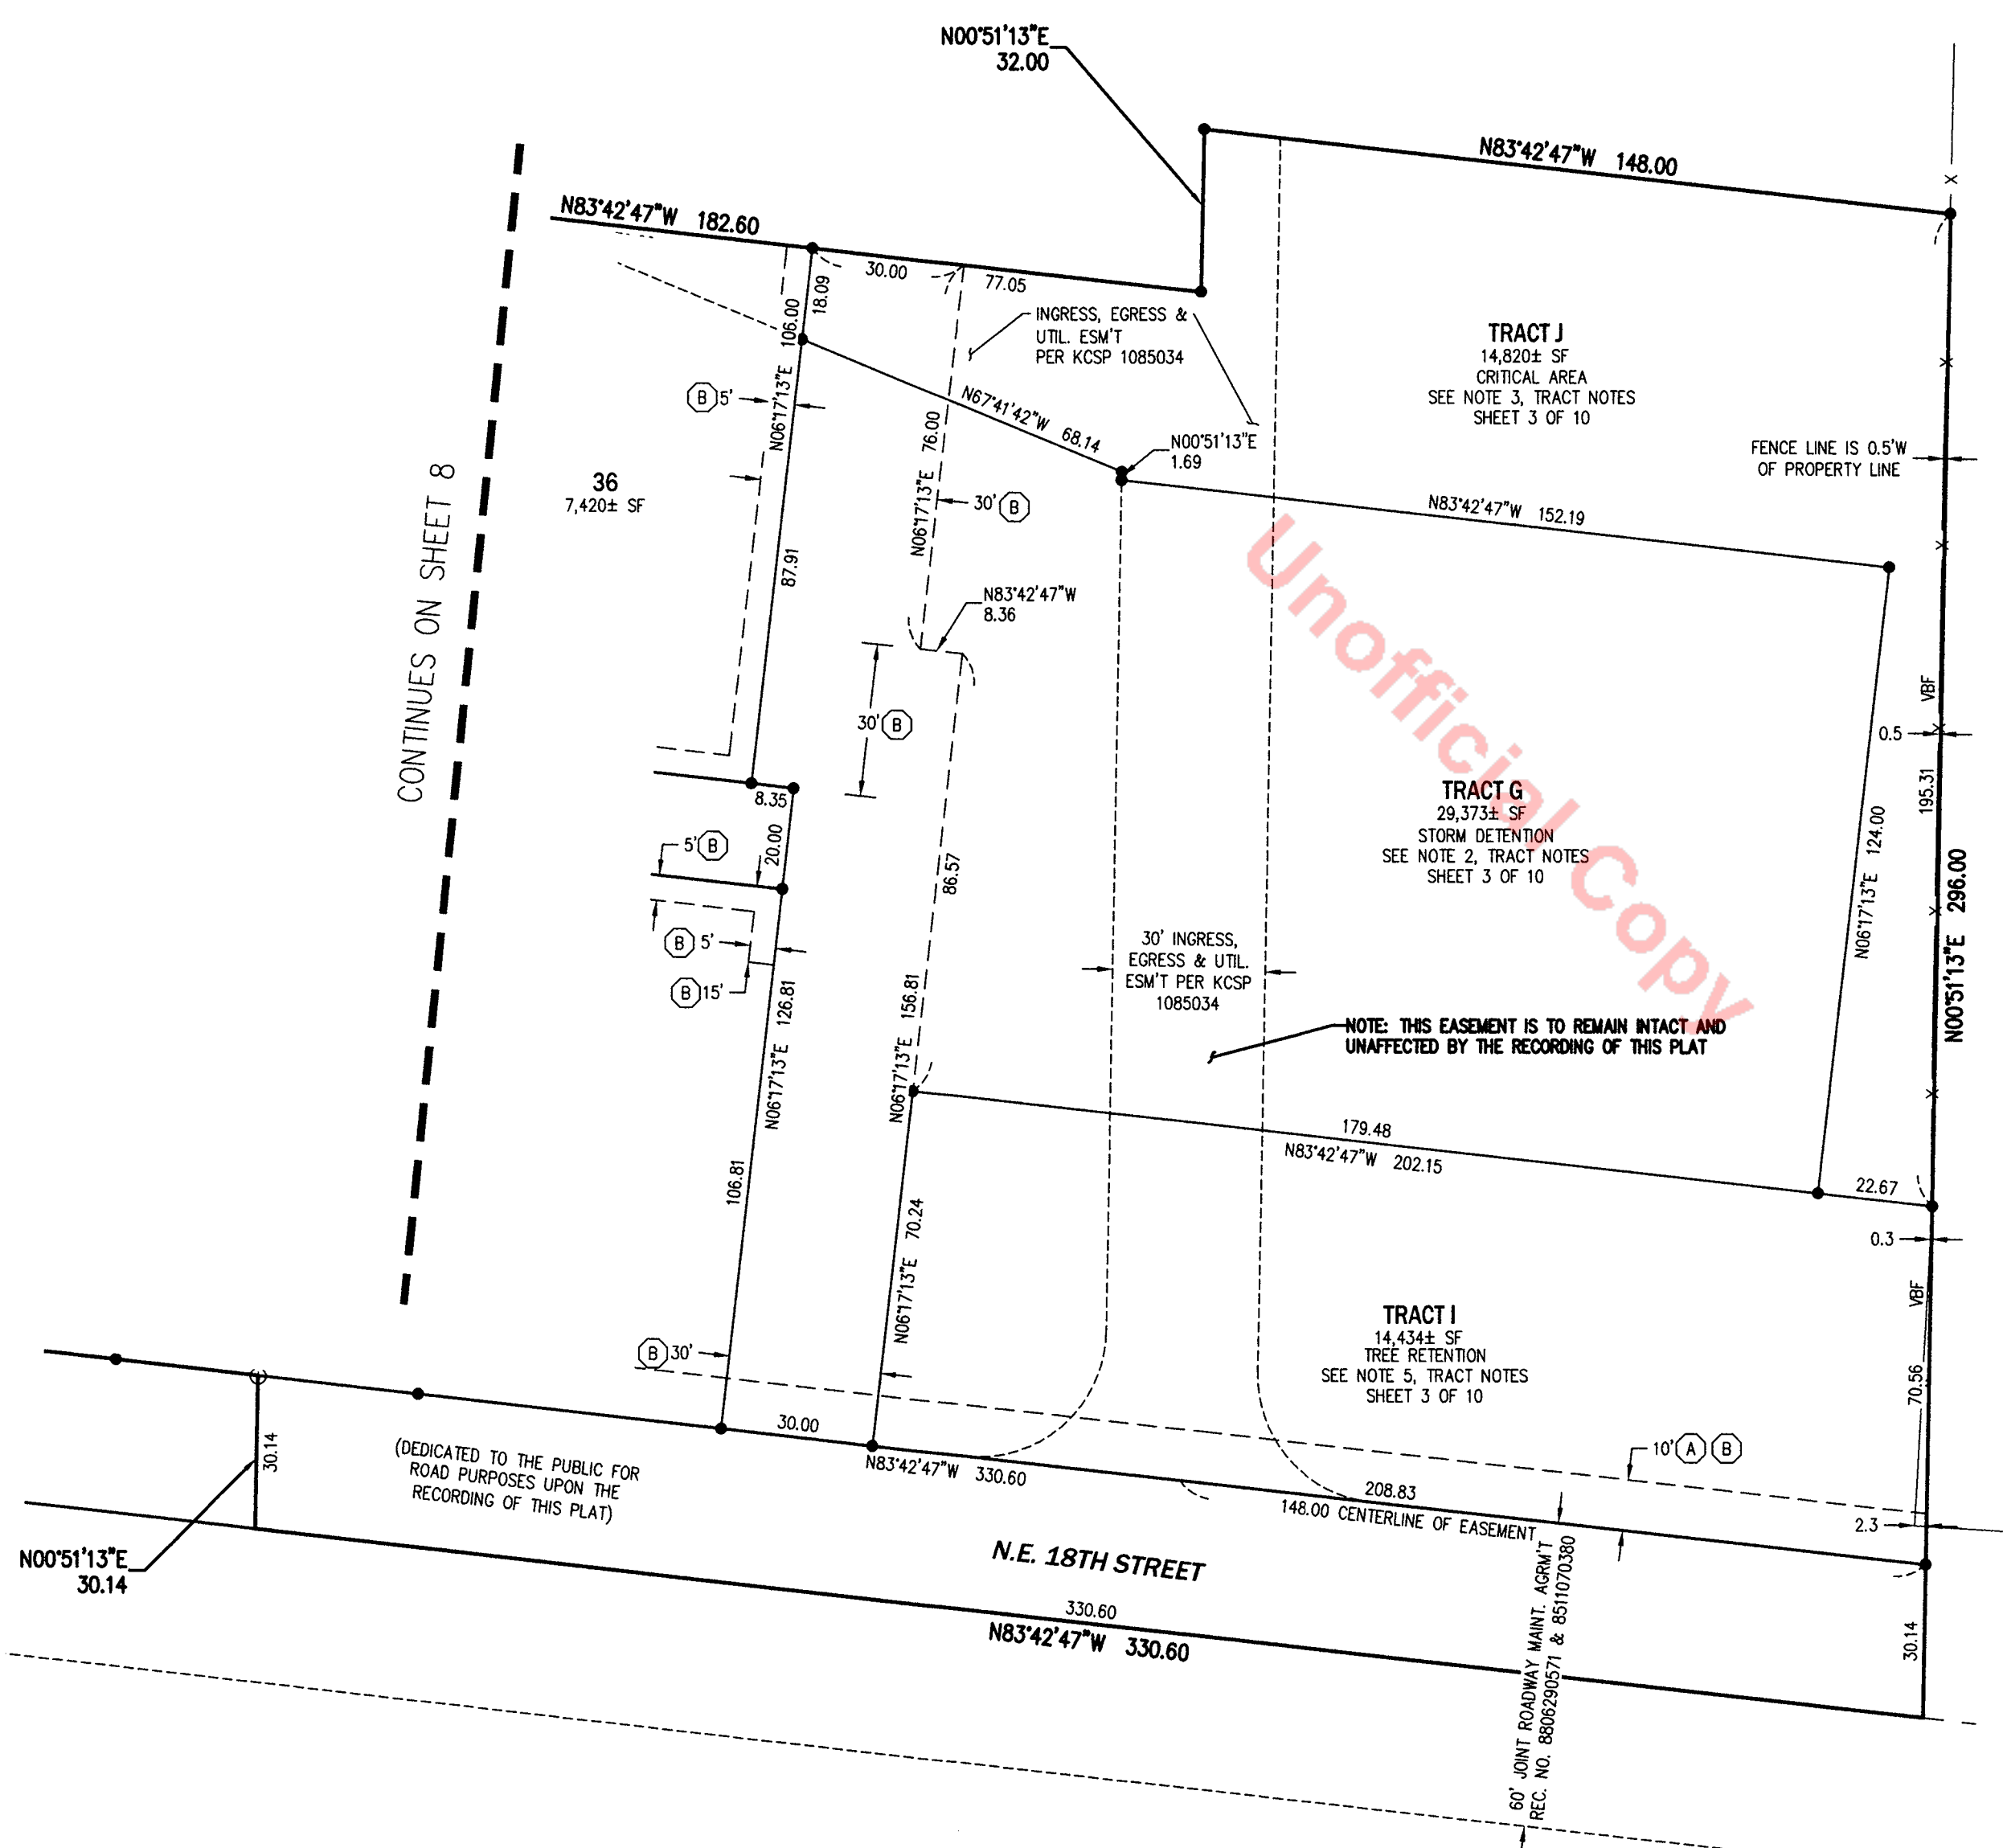 N00°51'13"E
32.00
N83°42'47"W 148.00
N83°42'47"W 182.60
30.00
77.05
18.09
N06°17'13"E 106.00
INGRESS, EGRESS &
UTIL. ESM'T
PER KCSP 1085034
TRACT J
14,820± SF
CRITICAL AREA
SEE NOTE 3, TRACT NOTES
SHEET 3 OF 10
B 5'
N67°41'42"W 68.14
N00°51'13"E
1.69
N06°17'13"E 76.00
30' B
FENCE LINE IS 0.5'W
OF PROPERTY LINE
36
7,420± SF
N83°42'47"W 152.19
CONTINUES ON SHEET 8
87.91
N83°42'47"W
8.36
30' B
VBF
0.5
195.31
8.35
20.00
5' B
86.57
TRACT G
29,373± SF
STORM DETENTION
SEE NOTE 2, TRACT NOTES
SHEET 3 OF 10
N06°17'13"E 124.00
N00°51'13"E 296.00
B 5'
B 15'
30' INGRESS,
EGRESS & UTIL.
ESM'T PER KCSP
1085034
NOTE: THIS EASEMENT IS TO REMAIN INTACT AND
UNAFFECTED BY THE RECORDING OF THIS PLAT
N06°17'13"E 126.81
N06°17'13"E 156.81
179.48
N83°42'47"W 202.15
22.67
106.81
N06°17'13"E 70.24
0.3
VBF
TRACT I
14,434± SF
TREE RETENTION
SEE NOTE 5, TRACT NOTES
SHEET 3 OF 10
B 30'
70.56
30.00
N83°42'47"W 330.60
10' A B
208.83
148.00 CENTERLINE OF EASEMENT
2.3
30.14
(DEDICATED TO THE PUBLIC FOR
ROAD PURPOSES UPON THE
RECORDING OF THIS PLAT)
N00°51'13"E
30.14
N.E. 18TH STREET
330.60
N83°42'47"W 330.60
60' JOINT ROADWAY MAINT. AGRM'T
REC. NO. 8806290571 & 8511070380
30.14
Unofficial Copy